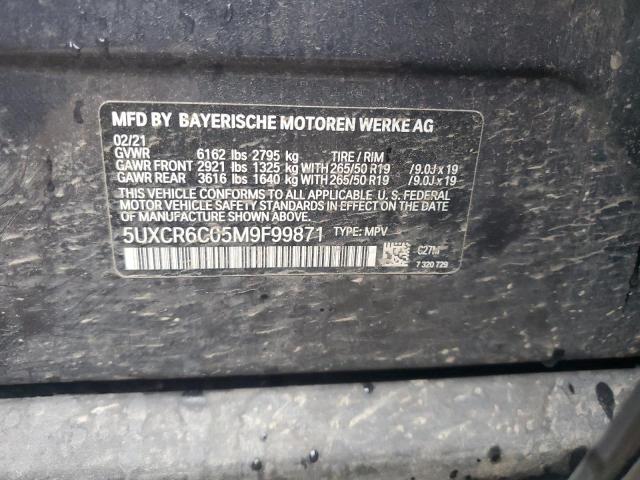 MFD BY BAYERISCHE MOTOREN WERKE AG
02/21
GVWR 6162 lbs 2795 kg TIRE / RIM
GAWR FRONT 2921 lbs 1325 kg WITH 265/50 R19 /9.0J x 19
GAWR REAR 3616 lbs 1640 kg WITH 265/50 R19 /9.0J x 19
THIS VEHICLE CONFORMS TO ALL APPLICABLE U. S. FEDERAL
MOTOR VEHICLE SAFETY STANDARDS IN EFFECT ON THE DATE
OF MANUFACTURE SHOWN ABOVE.
5UXCR6C05M9F99871 TYPE: MPV
C27M
7 320 729